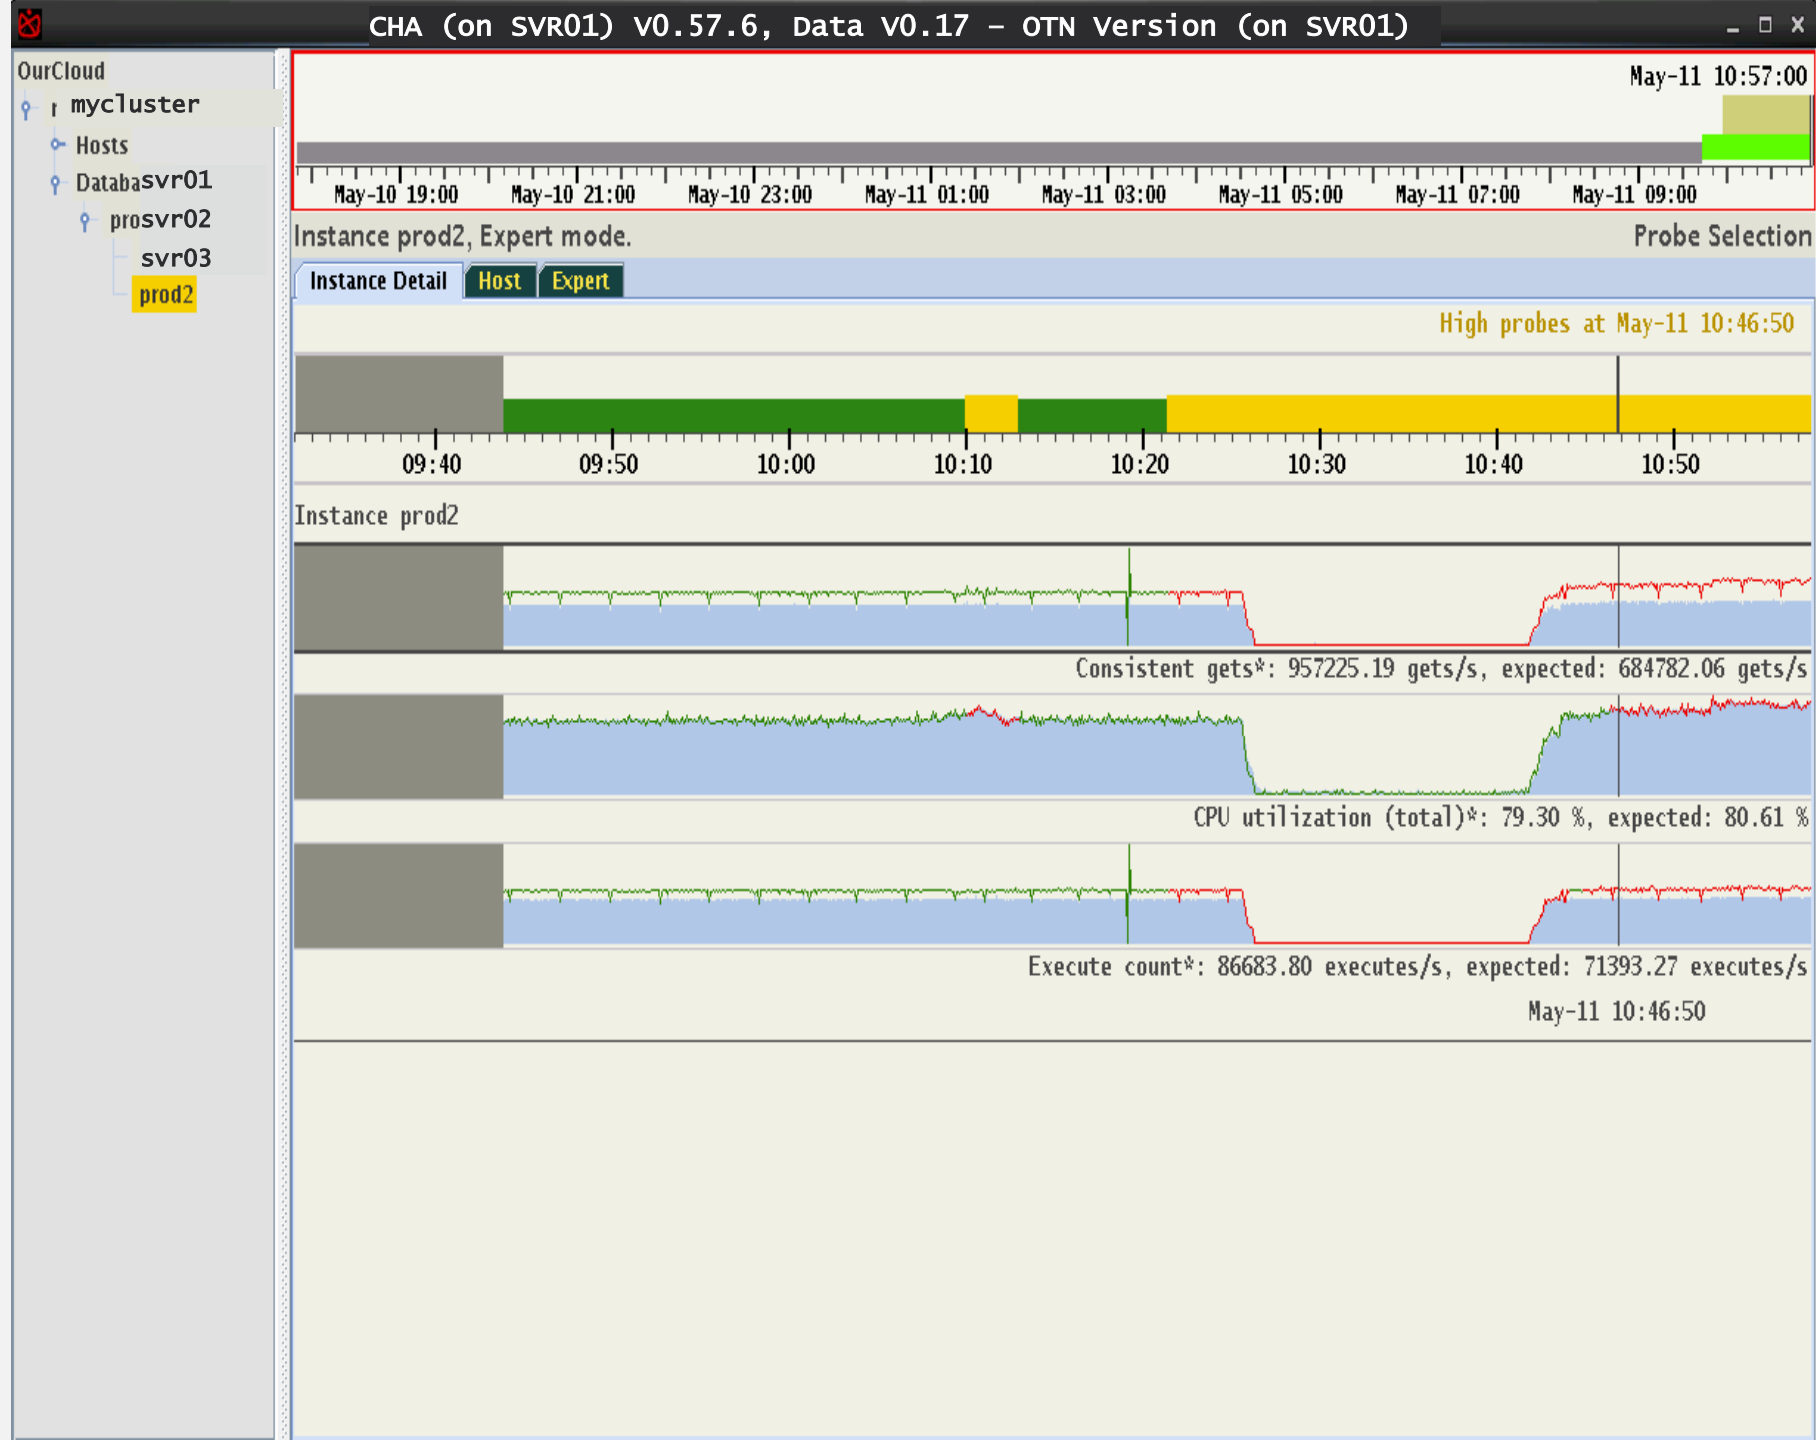 CHA (on SVR01) V0.57.6, Data V0.17 – OTN Version (on SVR01)
OurCloud
mycluster
Hosts
svr01
svr02
svr03
prod2
May-11 10:57:00
May-10 19:00 May-10 21:00 May-10 23:00 May-11 01:00 May-11 03:00 May-11 05:00 May-11 07:00 May-11 09:00
Instance prod2, Expert mode. Probe Selection
Instance Detail Host Expert
High probes at May-11 10:46:50
09:40 09:50 10:00 10:10 10:20 10:30 10:40 10:50
Instance prod2
Consistent gets*: 957225.19 gets/s, expected: 684782.06 gets/s
CPU utilization (total)*: 79.30 %, expected: 80.61 %
Execute count*: 86683.80 executes/s, expected: 71393.27 executes/s
May-11 10:46:50